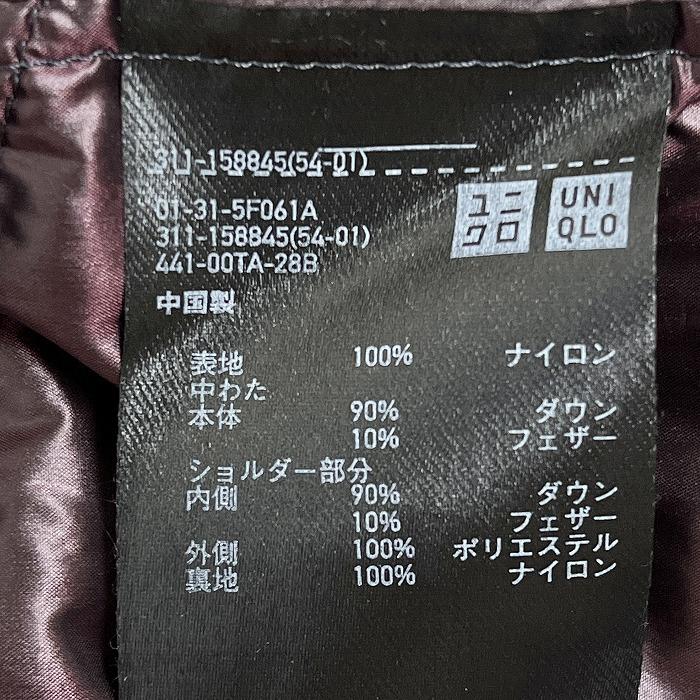 311-158845(54-01)
ユニクロ UNIQLO
01-31-5F061A
311-158845(54-01)
441-00TA-28B
中国製
表地 100% ナイロン
中わた
本体 90% ダウン
10% フェザー
ショルダー部分
内側 90% ダウン
10% フェザー
外側 100% ポリエステル
裏地 100% ナイロン